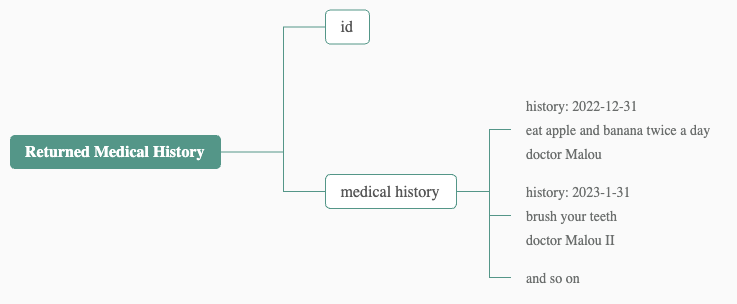 Returned Medical History
id
medical history
history: 2022-12-31
eat apple and banana twice a day
doctor Malou
history: 2023-1-31
brush your teeth
doctor Malou II
and so on